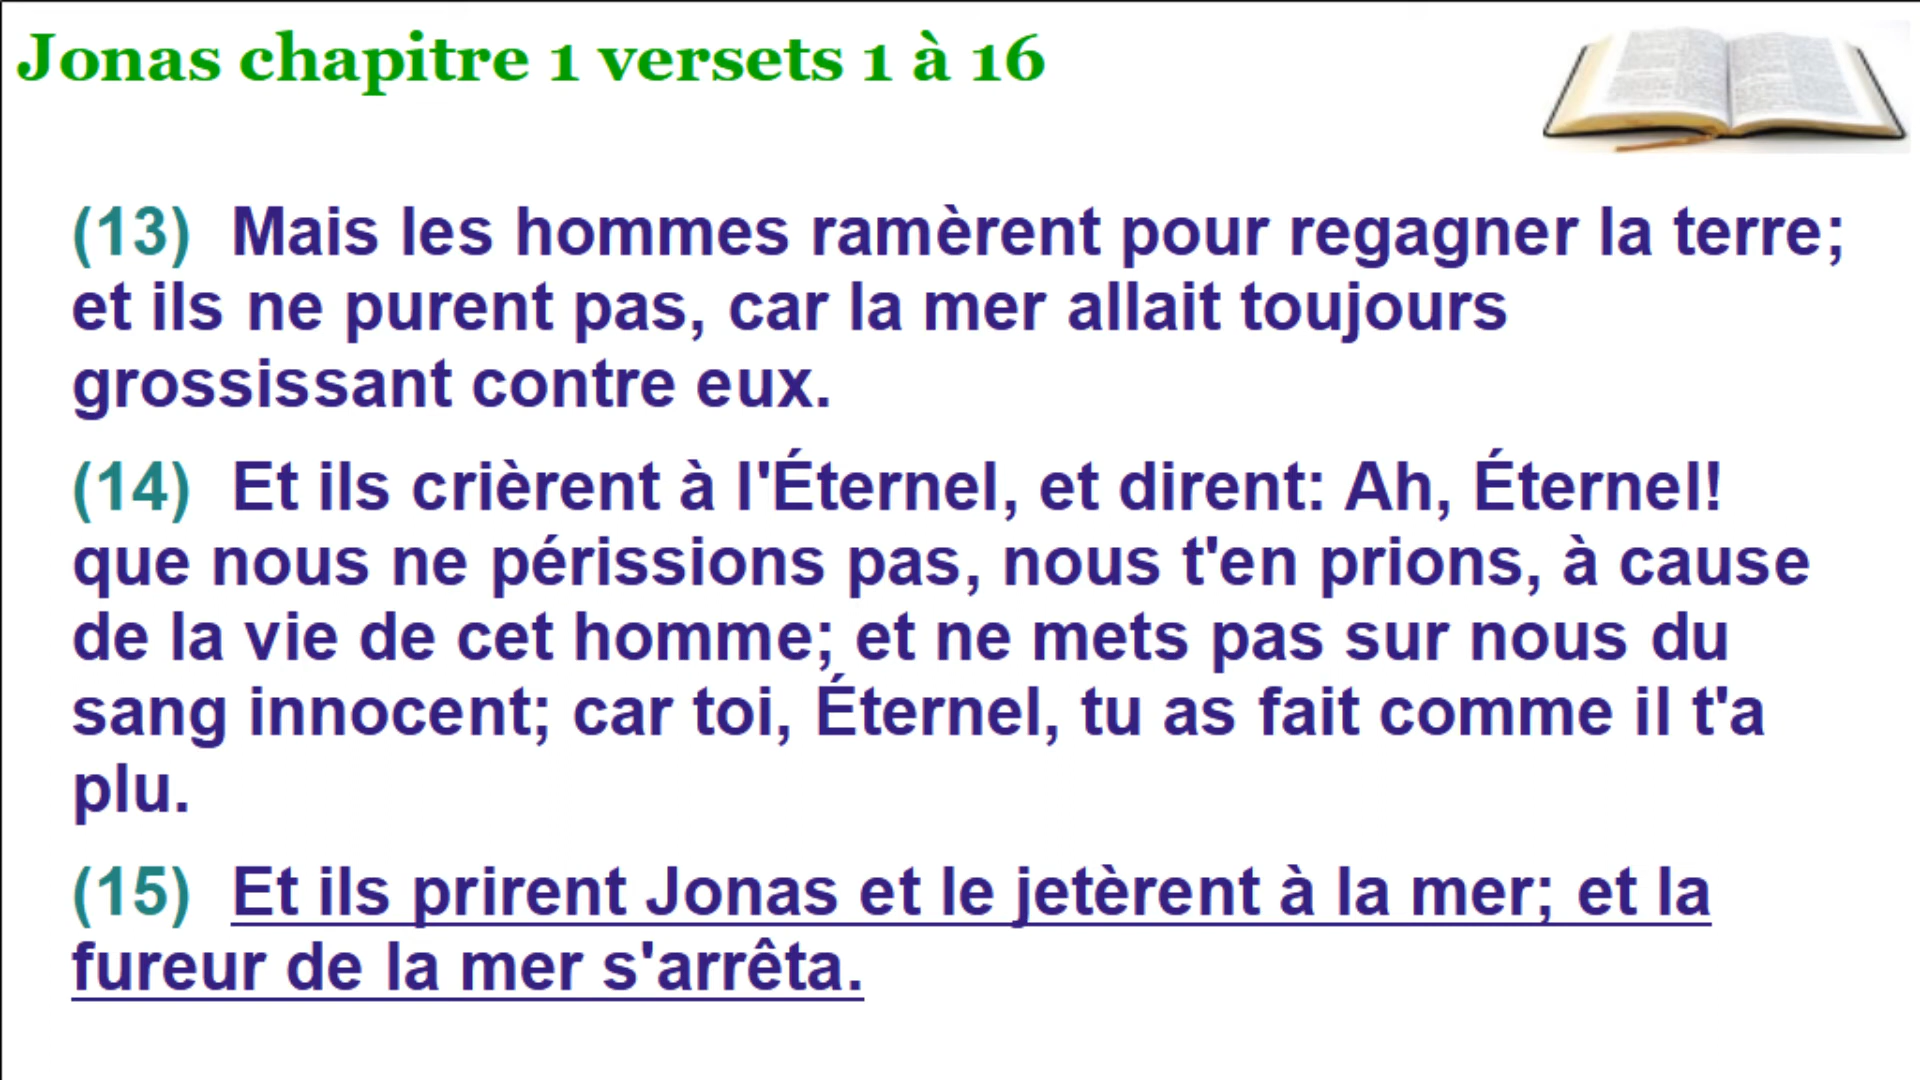 Jonas chapitre 1 versets 1 à 16
(13) Mais les hommes ramèrent pour regagner la terre;
et ils ne purent pas, car la mer allait toujours
grossissant contre eux.
(14) Et ils crièrent à l'Éternel, et dirent: Ah, Éternel!
que nous ne périssions pas, nous t'en prions, à cause
de la vie de cet homme; et ne mets pas sur nous du
sang innocent; car toi, Éternel, tu as fait comme il t'a
plu.
(15) Et ils prirent Jonas et le jetèrent à la mer; et la
fureur de la mer s'arrêta.